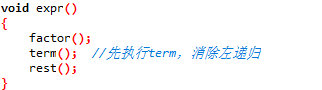 void expr()
{
factor();
term();  //先执行term，消除左递归
rest();
}